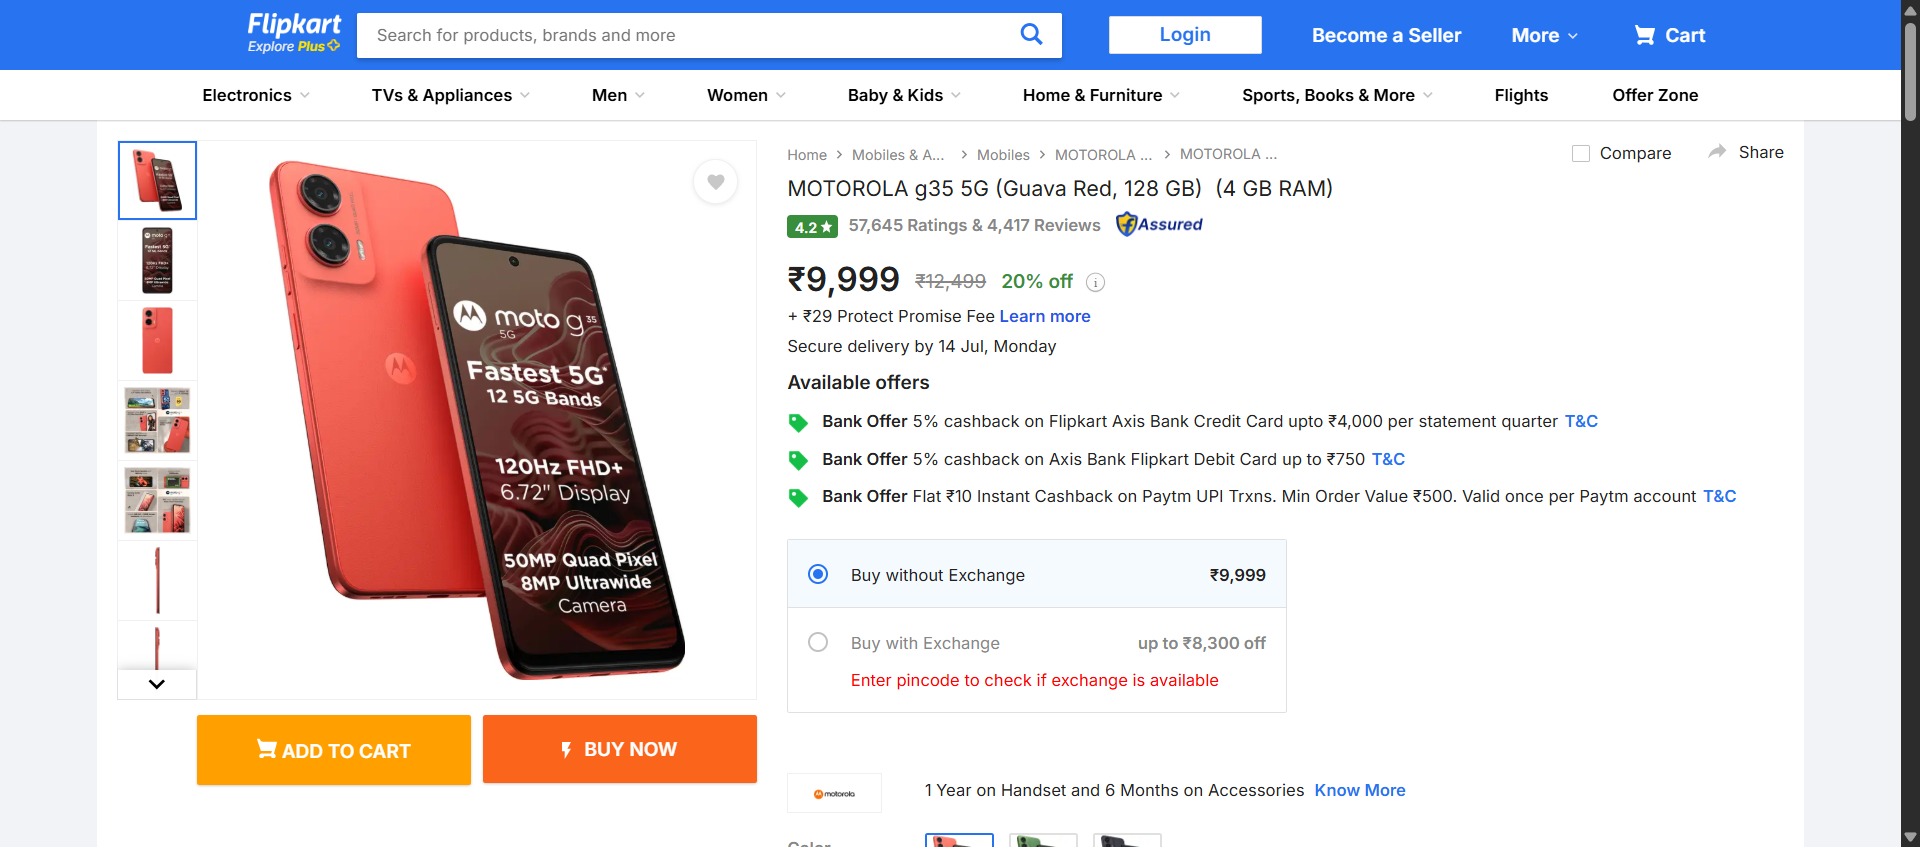 Flipkart
Explore Plus
Search for products, brands and more
Login
Become a Seller
More
Cart
Electronics
TVs & Appliances
Men
Women
Baby & Kids
Home & Furniture
Sports, Books & More
Flights
Offer Zone
Home
Mobiles & A...
Mobiles
MOTOROLA ...
MOTOROLA ...
Compare
Share
MOTOROLA g35 5G (Guava Red, 128 GB) (4 GB RAM)
4.2
57,645 Ratings & 4,417 Reviews
Assured
₹9,999 ₹12,499 20% off
+ ₹29 Protect Promise Fee Learn more
Secure delivery by 14 Jul, Monday
Available offers
Bank Offer 5% cashback on Flipkart Axis Bank Credit Card upto ₹4,000 per statement quarter T&C
Bank Offer 5% cashback on Axis Bank Flipkart Debit Card up to ₹750 T&C
Bank Offer Flat ₹10 Instant Cashback on Paytm UPI Trxns. Min Order Value ₹500. Valid once per Paytm account T&C
Buy without Exchange ₹9,999
Buy with Exchange up to ₹8,300 off
Enter pincode to check if exchange is available
motorola
1 Year on Handset and 6 Months on Accessories Know More
Color
moto g 35
5G
Fastest 5G*
12 5G Bands
120Hz FHD+
6.72" Display
50MP Quad Pixel
8MP Ultrawide
Camera
ADD TO CART
BUY NOW